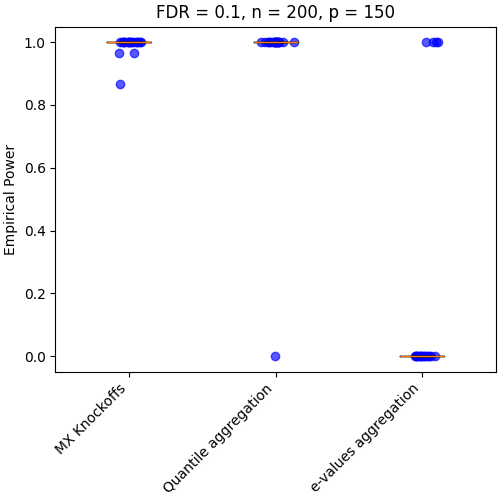 FDR = 0.1, n = 200, p = 150
Empirical Power
1.0
0.8
0.6
0.4
0.2
0.0
MX Knockoffs
Quantile aggregation
e-values aggregation